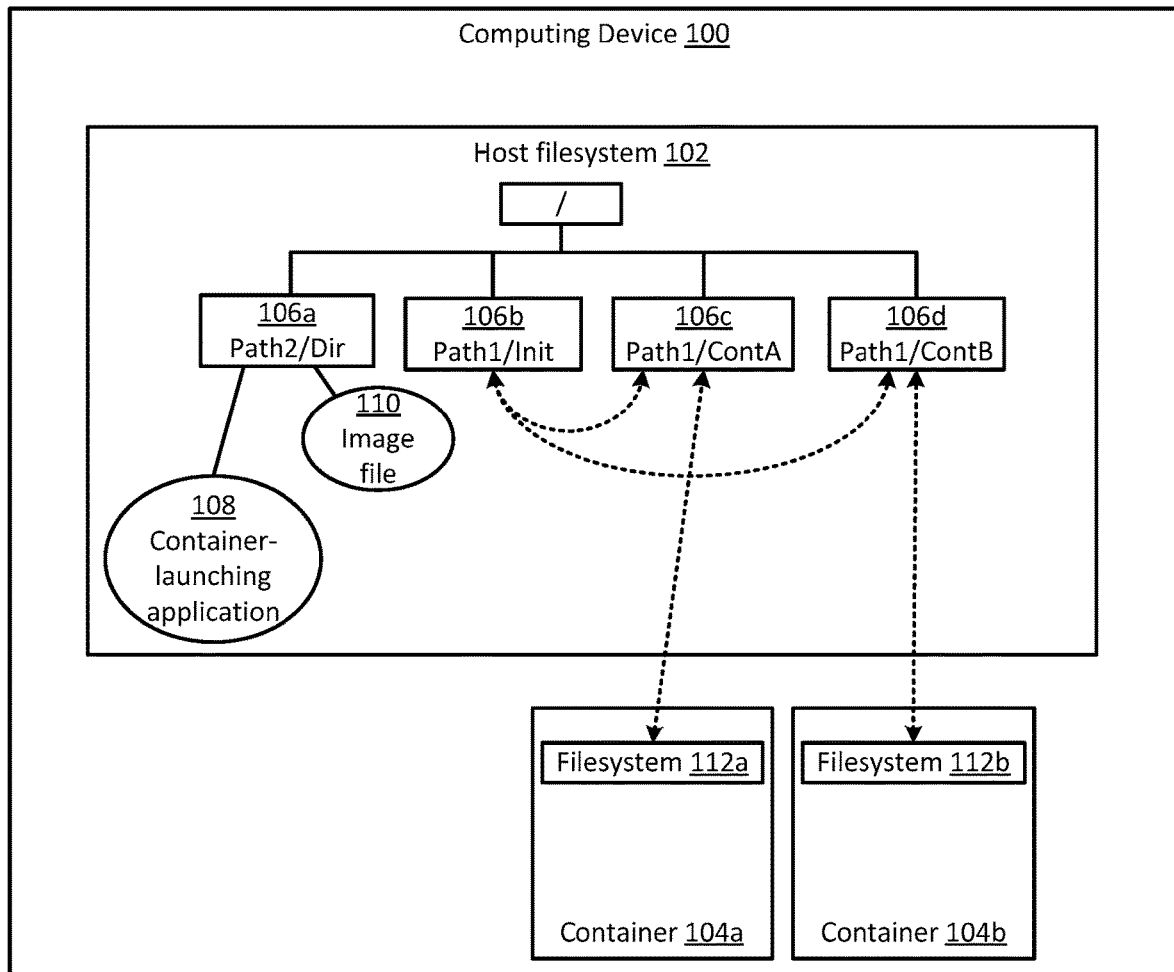 Computing Device 100
Host filesystem 102
/
106a
Path2/Dir
106b
Path1/Init
106c
Path1/ContA
106d
Path1/ContB
110
Image
file
108
Container-
launching
application
Filesystem 112a
Filesystem 112b
Container 104a
Container 104b